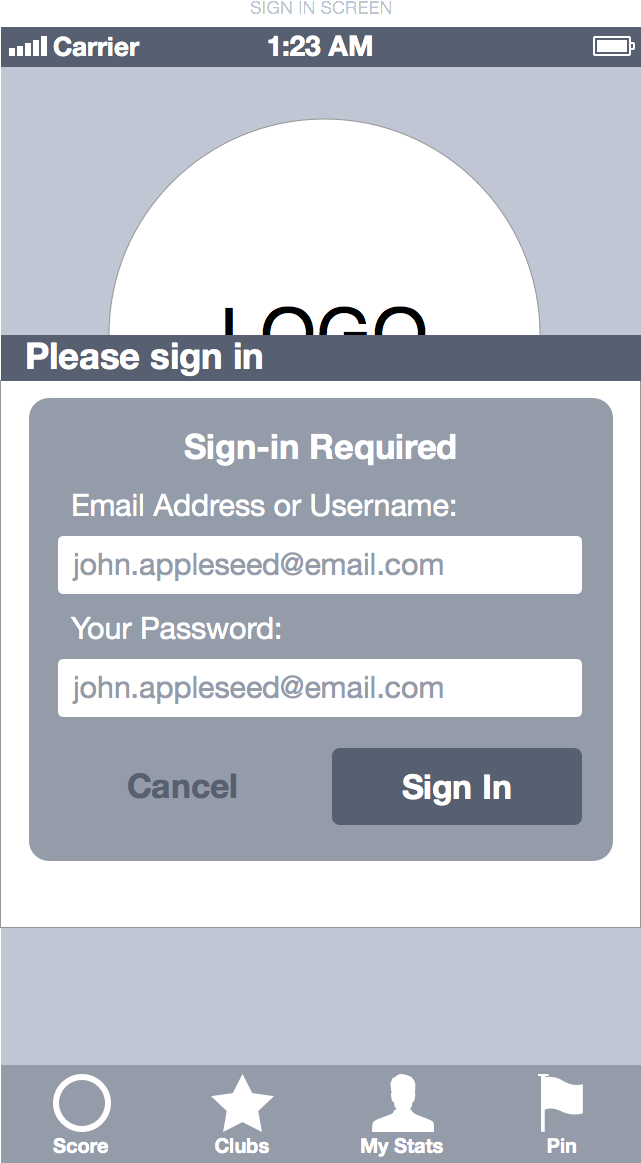 SIGN IN SCREEN
Carrier 1:23 AM
LOGO
Please sign in
Sign-in Required
Email Address or Username:
john.appleseed@email.com
Your Password:
john.appleseed@email.com
Cancel Sign In
Score Clubs My Stats Pin